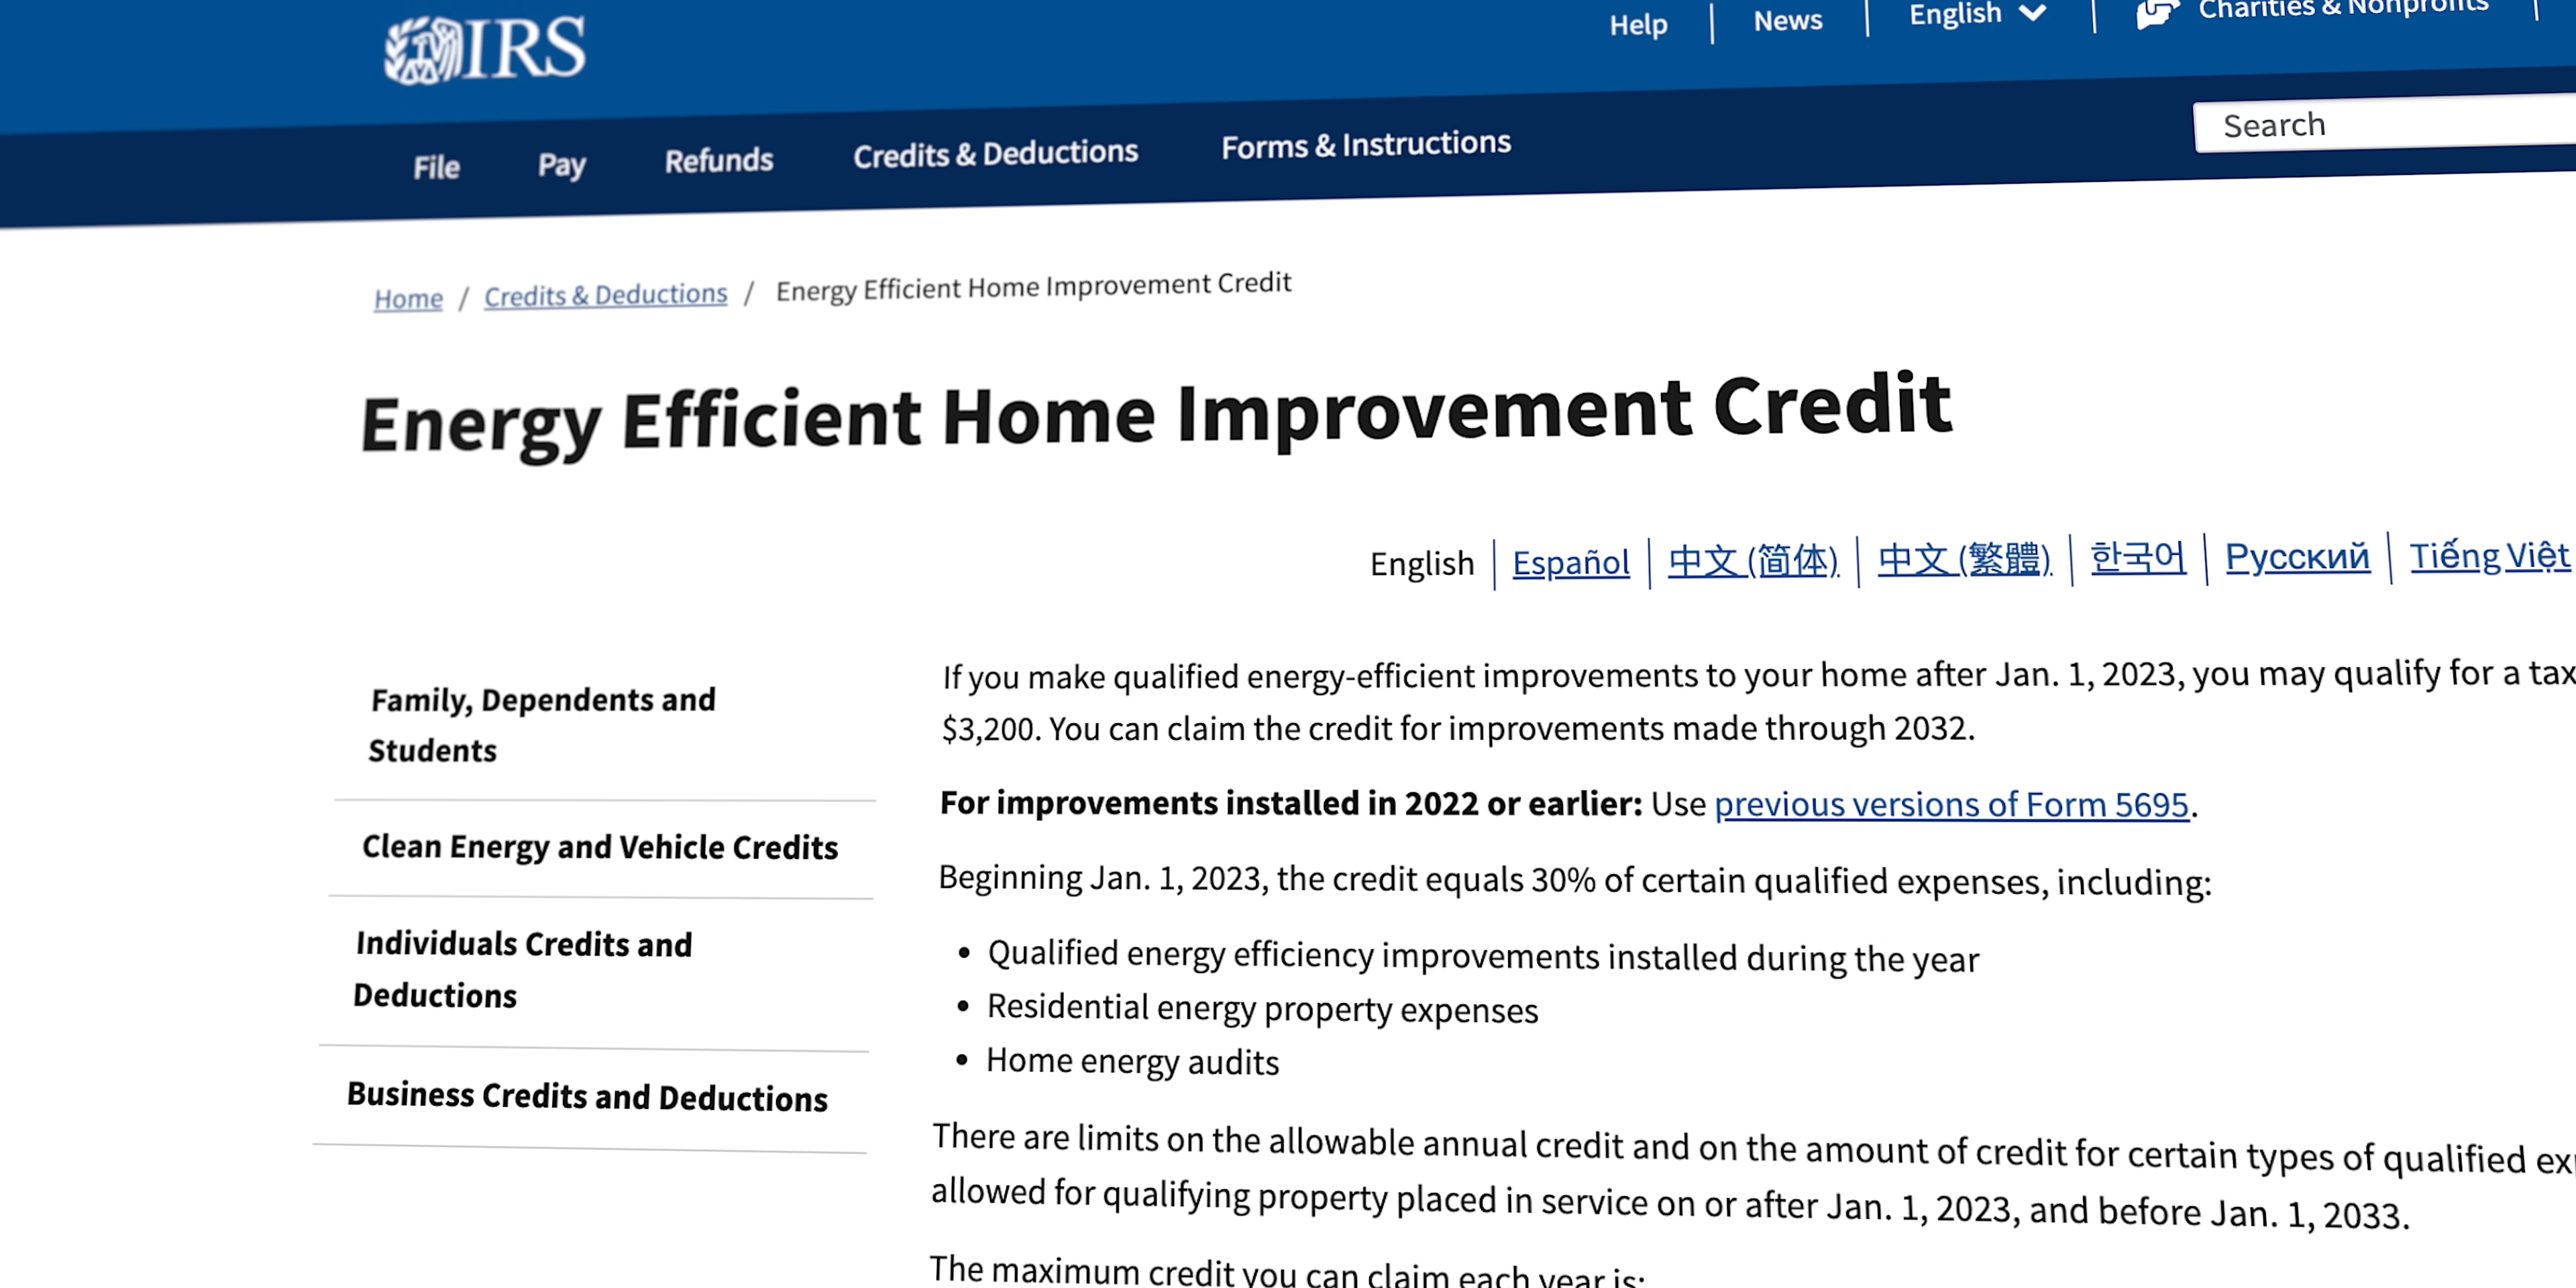 IRS
Help
News
English
Charities & Nonprofits
File
Pay
Refunds
Credits & Deductions
Forms & Instructions
Search
Home / Credits & Deductions / Energy Efficient Home Improvement Credit
Energy Efficient Home Improvement Credit
English
Español
中文 (简体)
中文 (繁體)
한국어
Русский
Tiếng Việt
Family, Dependents and
Students
Clean Energy and Vehicle Credits
Individuals Credits and
Deductions
Business Credits and Deductions
If you make qualified energy-efficient improvements to your home after Jan. 1, 2023, you may qualify for a tax
$3,200. You can claim the credit for improvements made through 2032.
For improvements installed in 2022 or earlier: Use previous versions of Form 5695.
Beginning Jan. 1, 2023, the credit equals 30% of certain qualified expenses, including:
• Qualified energy efficiency improvements installed during the year
• Residential energy property expenses
• Home energy audits
There are limits on the allowable annual credit and on the amount of credit for certain types of qualified
allowed for qualifying property placed in service on or after Jan. 1, 2023, and before Jan. 1, 2033.
The maximum credit you can claim each year is: